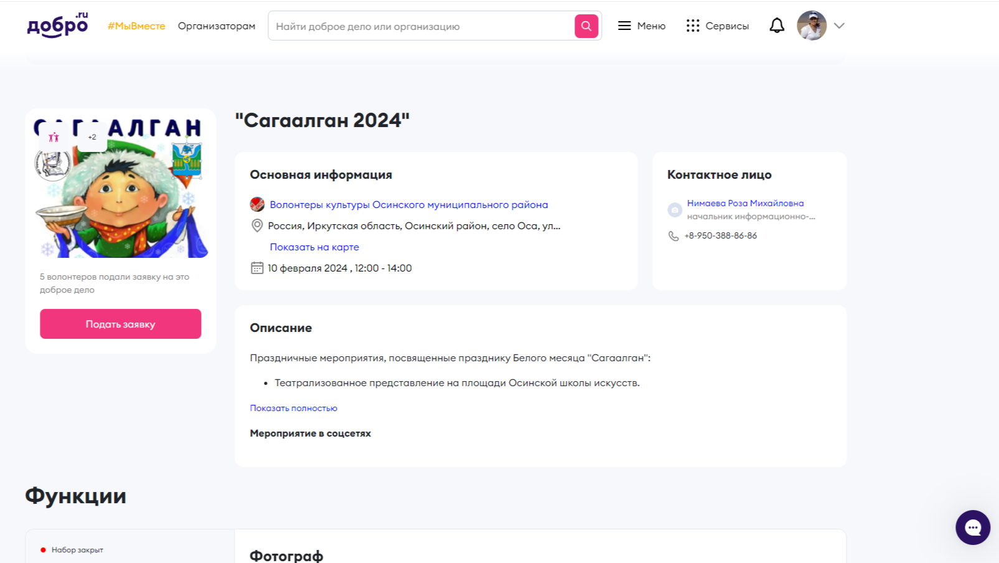 добро.ru
#МыВместе
Организаторам
Найти доброе дело или организацию
Меню
Сервисы
САГААЛГАН
+2
5 волонтеров подали заявку на это
доброе дело
Подать заявку
"Сагаалган 2024"
Основная информация
Волонтеры культуры Осинского муниципального района
Россия, Иркутская область, Осинский район, село Оса, ул...
Показать на карте
10 февраля 2024 , 12:00 - 14:00
Контактное лицо
Нимаева Роза Михайловна
начальник информационно-...
+8-950-388-86-86
Описание
Праздничные мероприятия, посвященные празднику Белого месяца "Сагаалган":
• Театрализованное представление на площади Осинской школы искусств.
Показать полностью
Мероприятие в соцсетях
Функции
Набор закрыт
Фотограф